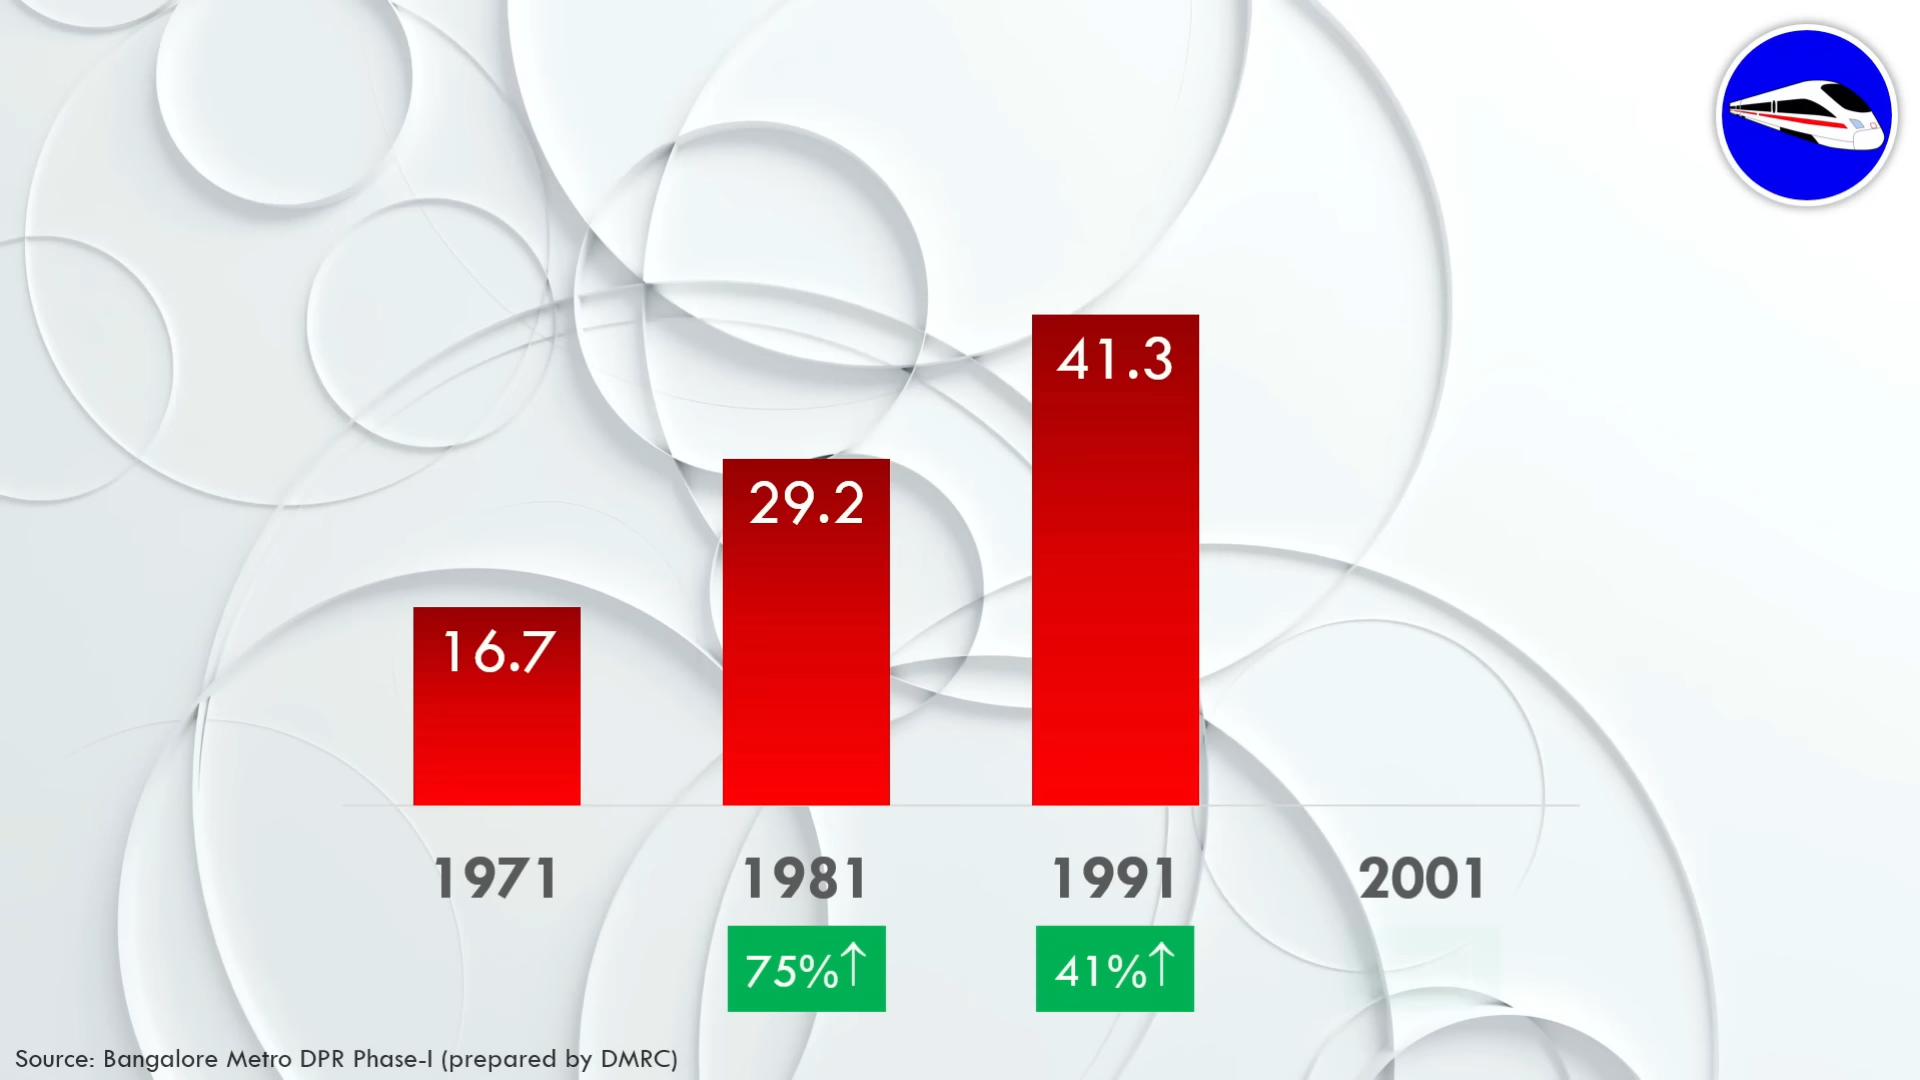 41.3
29.2
16.7
1971 1981 1991 2001
75%↑ 41%↑
Source: Bangalore Metro DPR Phase-I (prepared by DMRC)